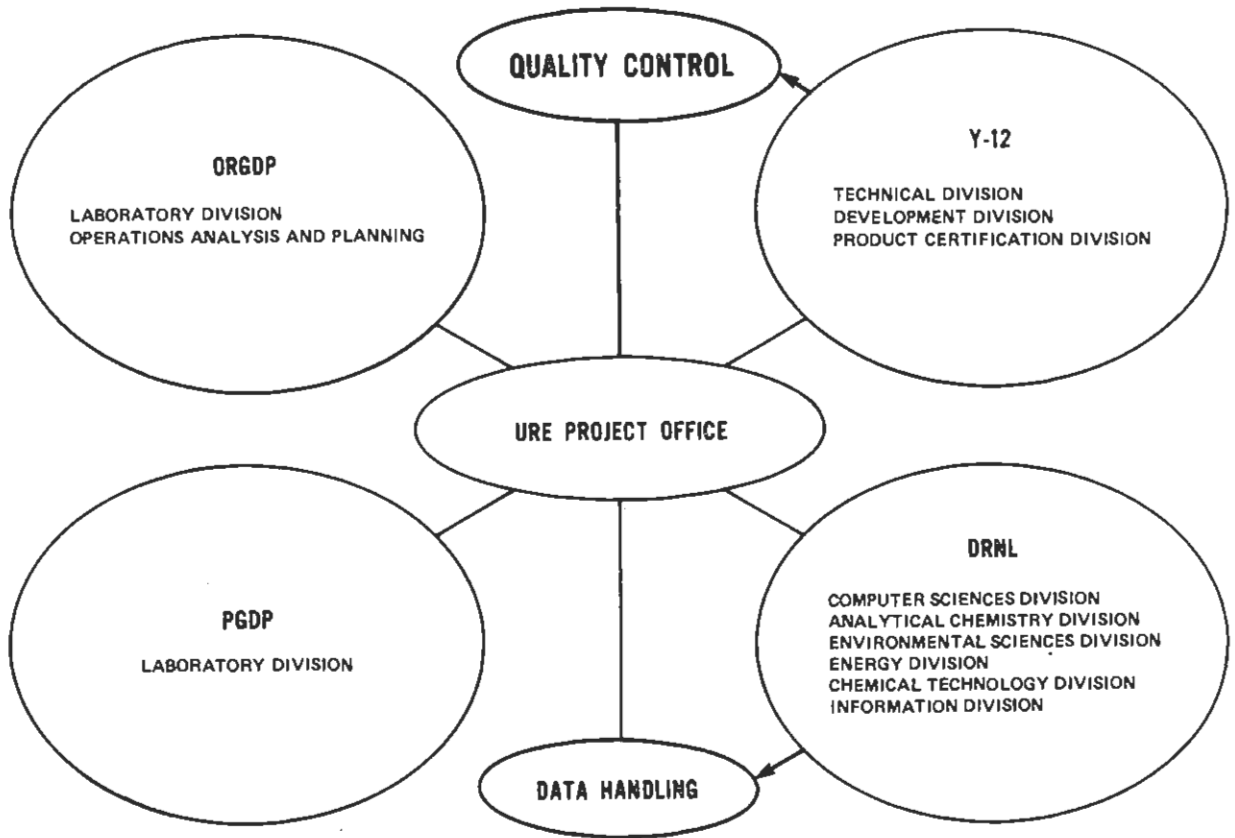 QUALITY CONTROL
ORGDP
LABORATORY DIVISION
OPERATIONS ANALYSIS AND PLANNING
Y-12
TECHNICAL DIVISION
DEVELOPMENT DIVISION
PRODUCT CERTIFICATION DIVISION
URE PROJECT OFFICE
PGDP
LABORATORY DIVISION
ORNL
COMPUTER SCIENCES DIVISION
ANALYTICAL CHEMISTRY DIVISION
ENVIRONMENTAL SCIENCES DIVISION
ENERGY DIVISION
CHEMICAL TECHNOLOGY DIVISION
INFORMATION DIVISION
DATA HANDLING